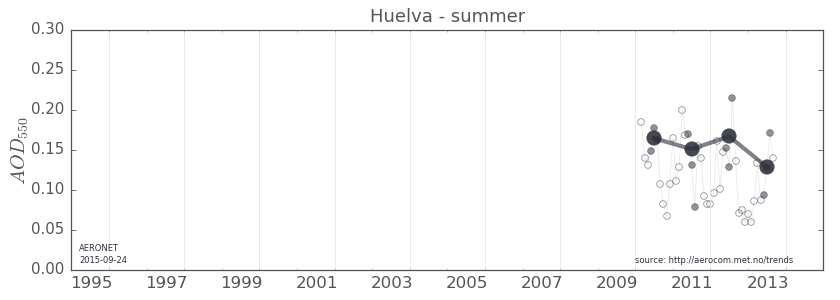 Huelva - summer
0.30
0.25
0.20
0.15
0.10
0.05
0.00
AOD550
AERONET
2015-09-24
source: http://aerocom.met.no/trends
1995 1997 1999 2001 2003 2005 2007 2009 2011 2013